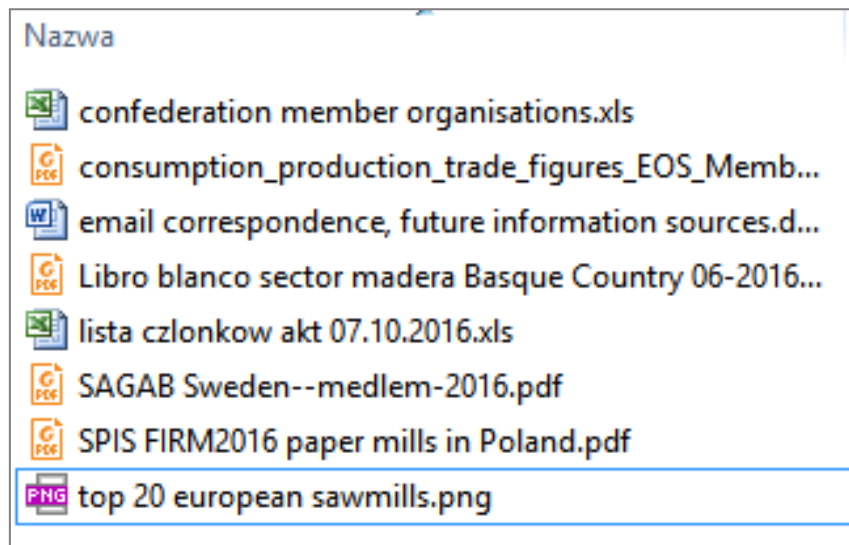 Nazwa
confederation member organisations.xls
consumption_production_trade_figures_EOS_Memb...
email correspondence, future information sources.d...
Libro blanco sector madera Basque Country 06-2016...
lista czlonkow akt 07.10.2016.xls
SAGAB Sweden--medlem-2016.pdf
SPIS FIRM2016 paper mills in Poland.pdf
PNG top 20 european sawmills.png